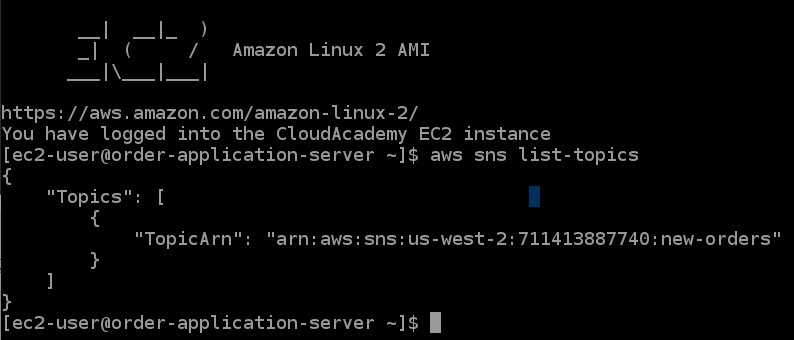 __|  __|_  )
       _|  (     /   Amazon Linux 2 AMI
      ___|\___|___|
https://aws.amazon.com/amazon-linux-2/
You have logged into the CloudAcademy EC2 instance
[ec2-user@order-application-server ~]$ aws sns list-topics
{
    "Topics": [
        {
            "TopicArn": "arn:aws:sns:us-west-2:711413887740:new-orders"
        }
    ]
}
[ec2-user@order-application-server ~]$